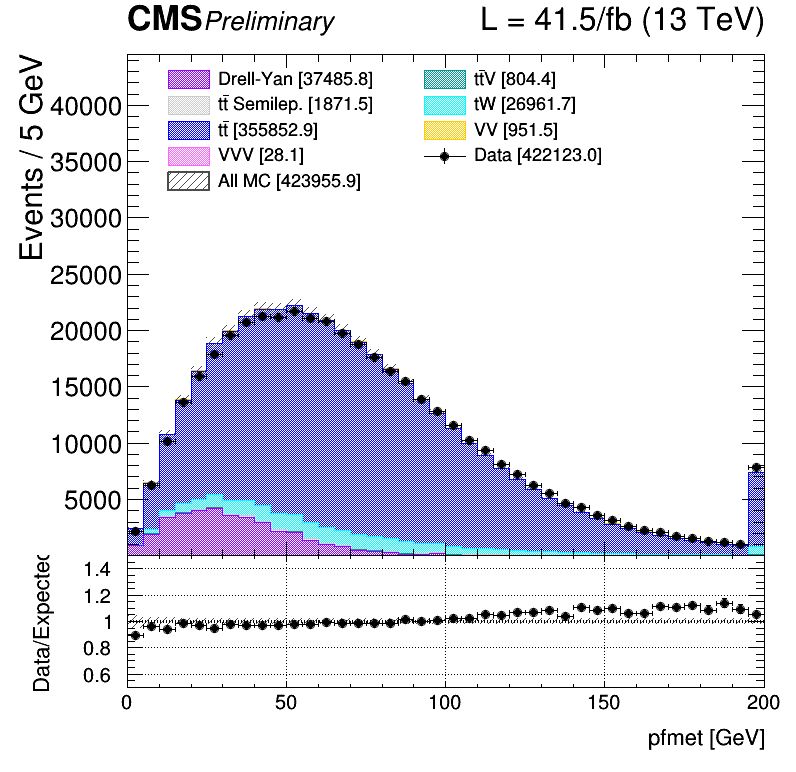 CMS Preliminary L = 41.5/fb (13 TeV)
Events / 5 GeV
Drell-Yan [37485.8]
tt̄ Semilep. [1871.5]
tt̄ [355852.9]
VVV [28.1]
All MC [423955.9]
tt̄V [804.4]
tW [26961.7]
VV [951.5]
Data [422123.0]
40000
35000
30000
25000
20000
15000
10000
5000
Data/Expected
1.4
1.2
1
0.8
0.6
0 50 100 150 200
pfmet [GeV]